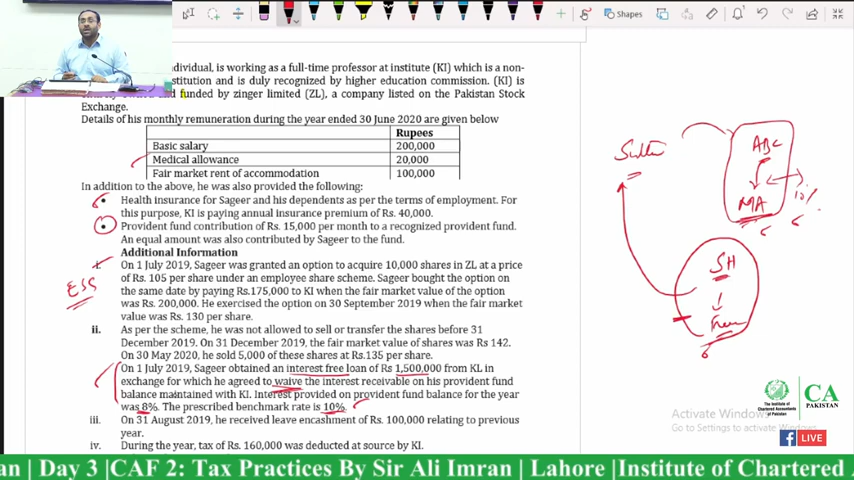 Shapes
ndividual, is working as a full-time professor at institute (KI) which is a non-
stitution and is duly recognized by higher education commission. (KI) is
and funded by zinger limited (ZL), a company listed on the Pakistan Stock
Exchange.
Details of his monthly remuneration during the year ended 30 June 2020 are given below
Rupees
Basic salary 200,000
Medical allowance 20,000
Fair market rent of accommodation 100,000
In addition to the above, he was also provided the following:
• Health insurance for Sageer and his dependents as per the terms of employment. For
this purpose, KI is paying annual insurance premium of Rs. 40,000.
• Provident fund contribution of Rs. 15,000 per month to a recognized provident fund.
An equal amount was also contributed by Sageer to the fund.
Additional Information
i. On 1 July 2019, Sageer was granted an option to acquire 10,000 shares in ZL at a price
of Rs. 105 per share under an employee share scheme. Sageer bought the option on
the same date by paying Rs.175,000 to KI when the fair market value of the option
was Rs. 200,000. He exercised the option on 30 September 2019 when the fair market
value was Rs. 130 per share.
ESS
ii. As per the scheme, he was not allowed to sell or transfer the shares before 31
December 2019. On 31 December 2019, the fair market value of shares was Rs. 142.
On 30 May 2020, he sold 5,000 of these shares at Rs.135 per share.
On 1 July 2019, Sageer obtained an interest free loan of Rs 1,500,000 from KL in
exchange for which he agreed to waive the interest receivable on his provident fund
balance maintained with KI. Interest provided on provident fund balance for the year
was 8%. The prescribed benchmark rate is 10%.
iii. On 31 August 2019, he received leave encashment of Rs. 100,000 relating to previous
year.
iv. During the year, tax of Rs. 160,000 was deducted at source by KI.
ABC
MA
SH
The Institute of
Chartered Accountants
of Pakistan
CA
PAKISTAN
Activate Windows
Go to Settings to activate Windows.
f LIVE
an | Day 3 |CAF 2: Tax Practices By Sir Ali Imran | Lahore |Institute of Chartered A